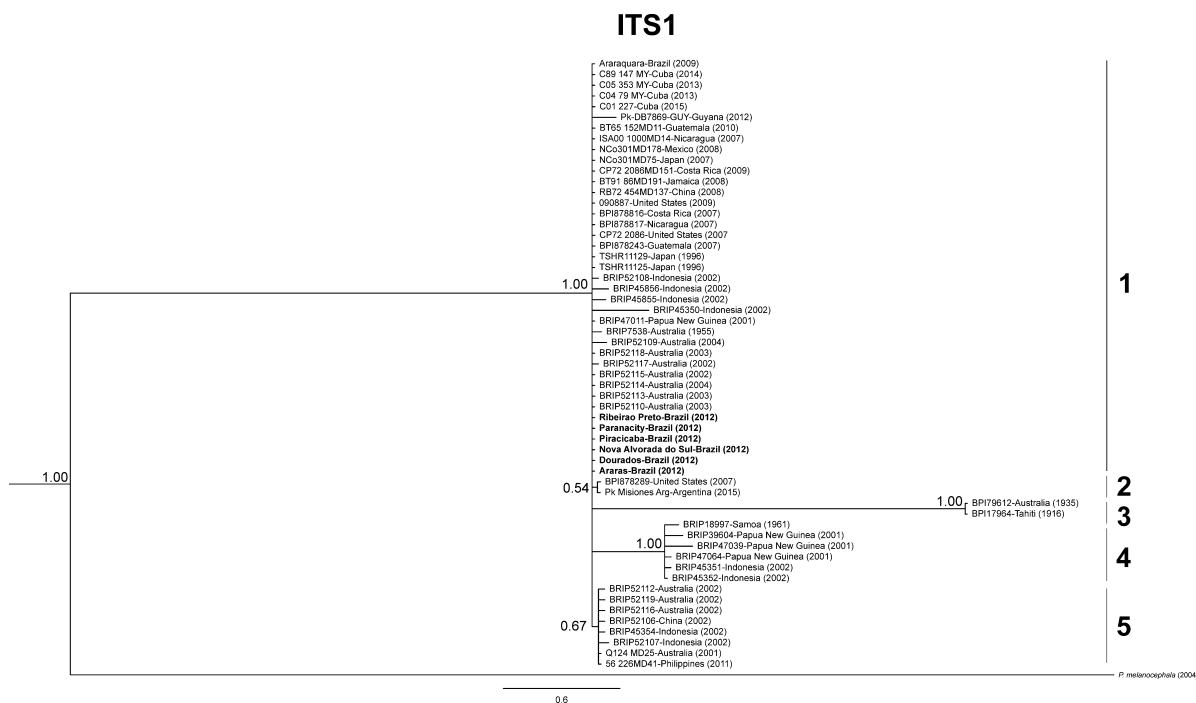 ITS1
Araraquara-Brazil (2009)
C89 147 MY-Cuba (2014)
C05 353 MY-Cuba (2013)
C04 79 MY-Cuba (2013)
C01 227-Cuba (2015)
Pk-DB7869-GUY-Guyana (2012)
BT65 152MD11-Guatemala (2010)
ISA00 1000MD14-Nicaragua (2007)
NCo301MD178-Mexico (2008)
NCo301MD75-Japan (2007)
CP72 2086MD151-Costa Rica (2009)
BT91 86MD191-Jamaica (2008)
RB72 454MD137-China (2008)
090887-United States (2009)
BPI878816-Costa Rica (2007)
BPI878817-Nicaragua (2007)
CP72 2086-United States (2007
BPI878243-Guatemala (2007)
TSHR11129-Japan (1996)
TSHR11125-Japan (1996)
1.00
BRIP52108-Indonesia (2002)
1
BRIP45856-Indonesia (2002)
BRIP45855-Indonesia (2002)
BRIP45350-Indonesia (2002)
BRIP47011-Papua New Guinea (2001)
BRIP7538-Australia (1955)
BRIP52109-Australia (2004)
BRIP52118-Australia (2003)
BRIP52117-Australia (2002)
BRIP52115-Australia (2002)
BRIP52114-Australia (2004)
BRIP52113-Australia (2003)
BRIP52110-Australia (2003)
Ribeirao Preto-Brazil (2012)
Paranacity-Brazil (2012)
Piracicaba-Brazil (2012)
Nova Alvorada do Sul-Brazil (2012)
Dourados-Brazil (2012)
Araras-Brazil (2012)
1.00
0.54
BPI878289-United States (2007)
2
Pk Misiones Arg-Argentina (2015)
1.00
BPI79612-Australia (1935)
3
BPI17964-Tahiti (1916)
BRIP18997-Samoa (1961)
BRIP39604-Papua New Guinea (2001)
1.00
BRIP47039-Papua New Guinea (2001)
4
BRIP47064-Papua New Guinea (2001)
BRIP45351-Indonesia (2002)
BRIP45352-Indonesia (2002)
BRIP52112-Australia (2002)
BRIP52119-Australia (2002)
BRIP52116-Australia (2002)
0.67
BRIP52106-China (2002)
5
BRIP45354-Indonesia (2002)
BRIP52107-Indonesia (2002)
Q124 MD25-Australia (2001)
56 226MD41-Philippines (2011)
P. melanocephala (2004
0.6